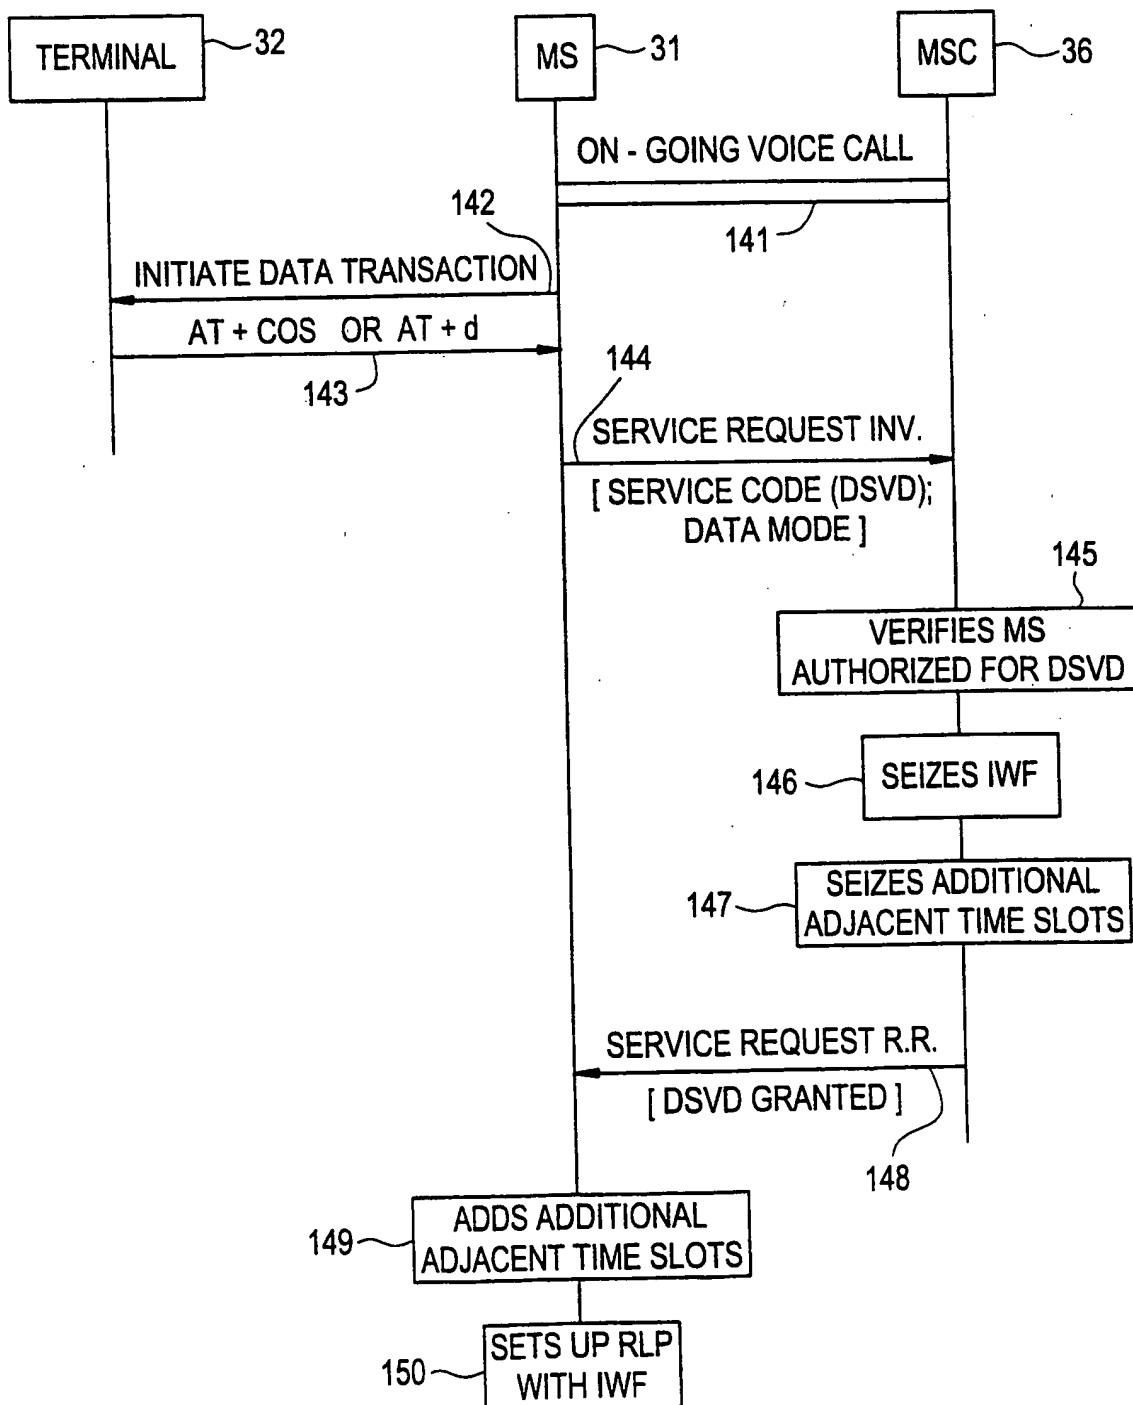 TERMINAL
32
MS
31
MSC
36
ON - GOING VOICE CALL
141
142
INITIATE DATA TRANSACTION
AT + COS OR AT + d
143
144
SERVICE REQUEST INV.
[ SERVICE CODE (DSVD);
DATA MODE ]
145
VERIFIES MS
AUTHORIZED FOR DSVD
146
SEIZES IWF
147
SEIZES ADDITIONAL
ADJACENT TIME SLOTS
SERVICE REQUEST R.R.
[ DSVD GRANTED ]
148
149
ADDS ADDITIONAL
ADJACENT TIME SLOTS
150
SETS UP RLP
WITH IWF